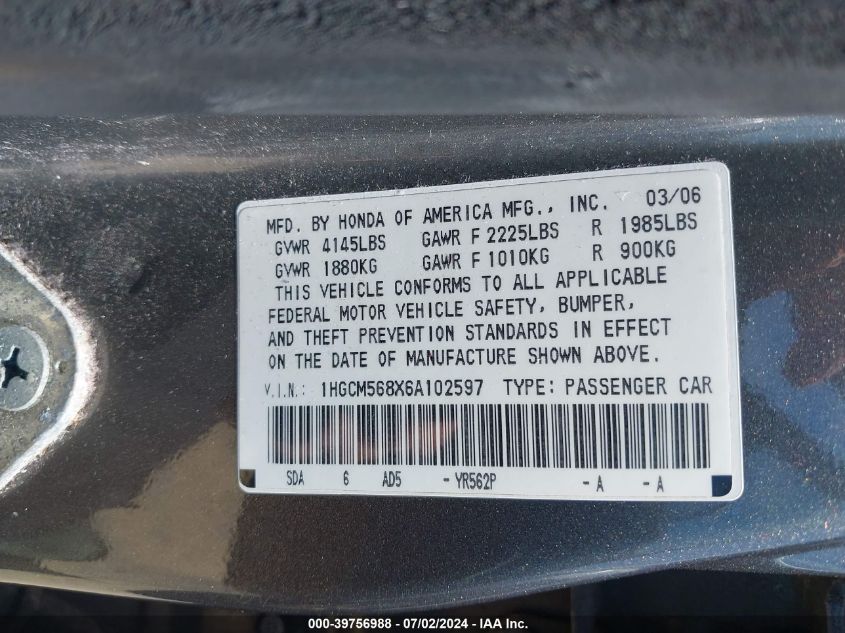 MFD. BY HONDA OF AMERICA MFG., INC. 03/06
GVWR 4145LBS GAWR F 2225LBS R 1985LBS
GVWR 1880KG GAWR F 1010KG R 900KG
THIS VEHICLE CONFORMS TO ALL APPLICABLE
FEDERAL MOTOR VEHICLE SAFETY, BUMPER,
AND THEFT PREVENTION STANDARDS IN EFFECT
ON THE DATE OF MANUFACTURE SHOWN ABOVE.
V.I.N.: 1HGCM568X6A102597 TYPE: PASSENGER CAR
SDA 6 AD5 -YR562P -A -A
000-39756988 - 07/02/2024 - IAAI.COM